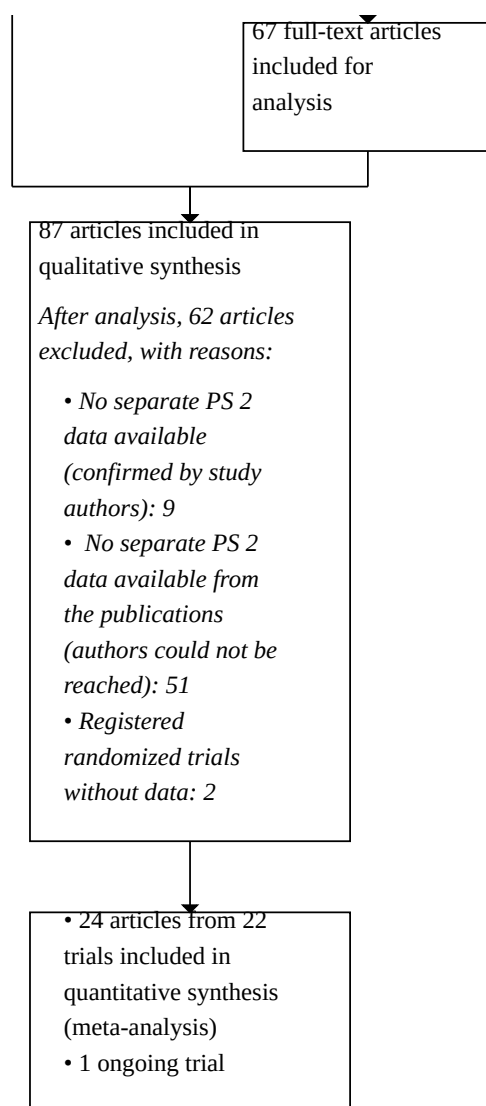 67 full-text articles
included for
analysis
87 articles included in
qualitative synthesis
After analysis, 62 articles
excluded, with reasons:
• No separate PS 2
data available
(confirmed by study
authors): 9
• No separate PS 2
data available from
the publications
(authors could not be
reached): 51
• Registered
randomized trials
without data: 2
• 24 articles from 22
trials included in
quantitative synthesis
(meta-analysis)
• 1 ongoing trial